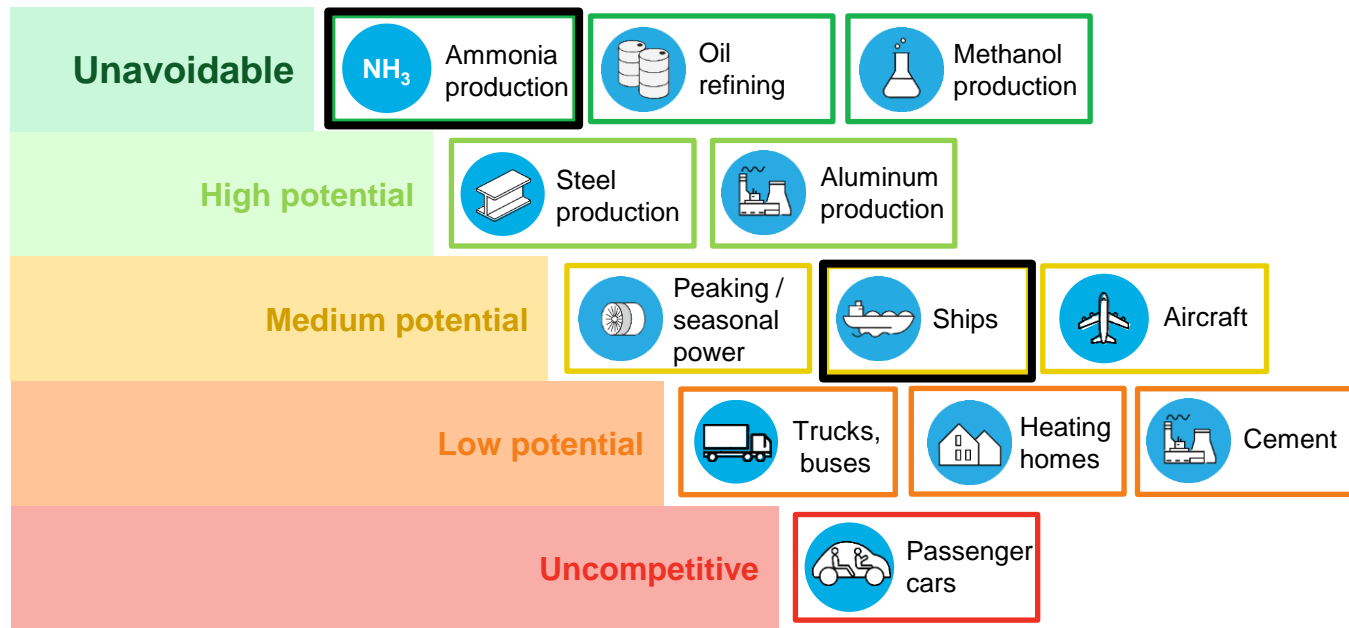 Unavoidable
NH₃
Ammonia
production
Oil
refining
Methanol
production
High potential
Steel
production
Aluminum
production
Medium potential
Peaking /
seasonal
power
Ships
Aircraft
Low potential
Trucks,
buses
Heating
homes
Cement
Uncompetitive
Passenger
cars